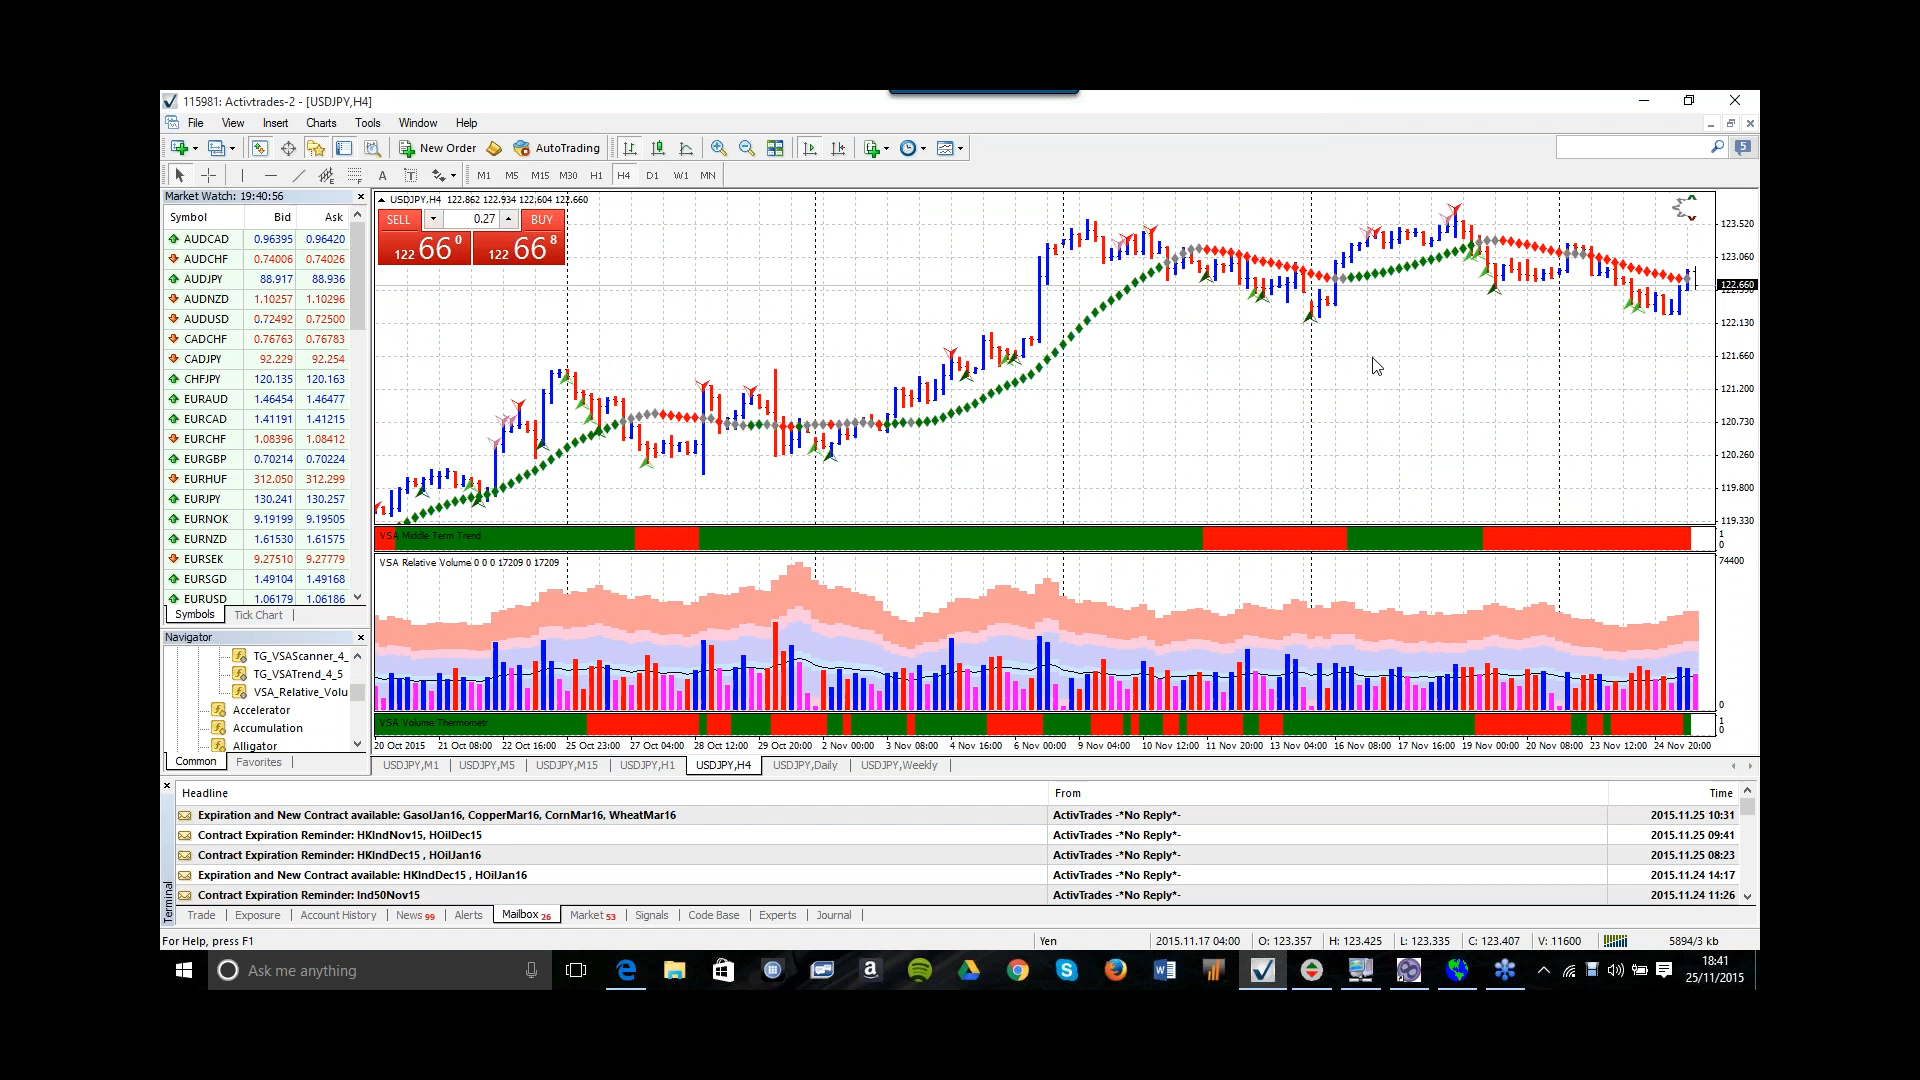 115981: Activtrades-2 - [USDJPY,H4]
File View Insert Charts Tools Window Help
New Order AutoTrading 5
A T M1 M5 M15 M30 H1 H4 D1 W1 MN
Market Watch: 19:40:56
Symbol Bid Ask
AUDCAD 0.96395 0.96420
AUDCHF 0.74006 0.74026
AUDJPY 88.917 88.936
AUDNZD 1.10257 1.10296
AUDUSD 0.72492 0.72500
CADCHF 0.76763 0.76783
CADJPY 92.229 92.254
CHFJPY 120.135 120.163
EURAUD 1.46454 1.46477
EURCAD 1.41191 1.41215
EURCHF 1.08396 1.08412
EURGBP 0.70214 0.70224
EURHUF 312.050 312.299
EURJPY 130.241 130.257
EURNOK 9.19199 9.19505
EURNZD 1.61530 1.61575
EURSEK 9.27510 9.27779
EURSGD 1.49104 1.49168
EURUSD 1.06179 1.06186
Symbols Tick Chart
Navigator
TG_VSAScanner_4_
TG_VSATrend_4_5
VSA_Relative_Volu
Accelerator
Accumulation
Alligator
Common Favorites
USDJPY,H4 122.862 122.934 122.604 122.660
SELL 0.27 BUY
122 66 0 122 66 8
123.520
123.060
122.660
122.130
121.660
121.200
120.730
120.260
119.800
119.330
VSA Middle Term Trend
1
0
VSA Relative Volume 0 0 0 17209 0 17209
74400
0
VSA Volume Thermometr
1
0
20 Oct 2015 21 Oct 08:00 22 Oct 16:00 25 Oct 23:00 27 Oct 04:00 28 Oct 12:00 29 Oct 20:00 2 Nov 00:00 3 Nov 08:00 4 Nov 16:00 6 Nov 00:00 9 Nov 04:00 10 Nov 12:00 11 Nov 20:00 13 Nov 04:00 16 Nov 08:00 17 Nov 16:00 19 Nov 00:00 20 Nov 08:00 23 Nov 12:00 24 Nov 20:00
USDJPY,M1 USDJPY,M5 USDJPY,M15 USDJPY,H1 USDJPY,H4 USDJPY,Daily USDJPY,Weekly
Headline From Time
Expiration and New Contract available: GasolJan16, CopperMar16, CornMar16, WheatMar16 ActivTrades -*No Reply*- 2015.11.25 10:31
Contract Expiration Reminder: HKIndNov15, HOilDec15 ActivTrades -*No Reply*- 2015.11.25 09:41
Contract Expiration Reminder: HKIndDec15 , HOilJan16 ActivTrades -*No Reply*- 2015.11.25 08:23
Expiration and New Contract available: HKIndDec15 , HOilJan16 ActivTrades -*No Reply*- 2015.11.24 14:17
Contract Expiration Reminder: Ind50Nov15 ActivTrades -*No Reply*- 2015.11.24 11:26
Terminal
Trade Exposure Account History News 99 Alerts Mailbox 26 Market 53 Signals Code Base Experts Journal
For Help, press F1 Yen 2015.11.17 04:00 O: 123.357 H: 123.425 L: 123.335 C: 123.407 V: 11600 5894/3 kb
Ask me anything 18:41
25/11/2015